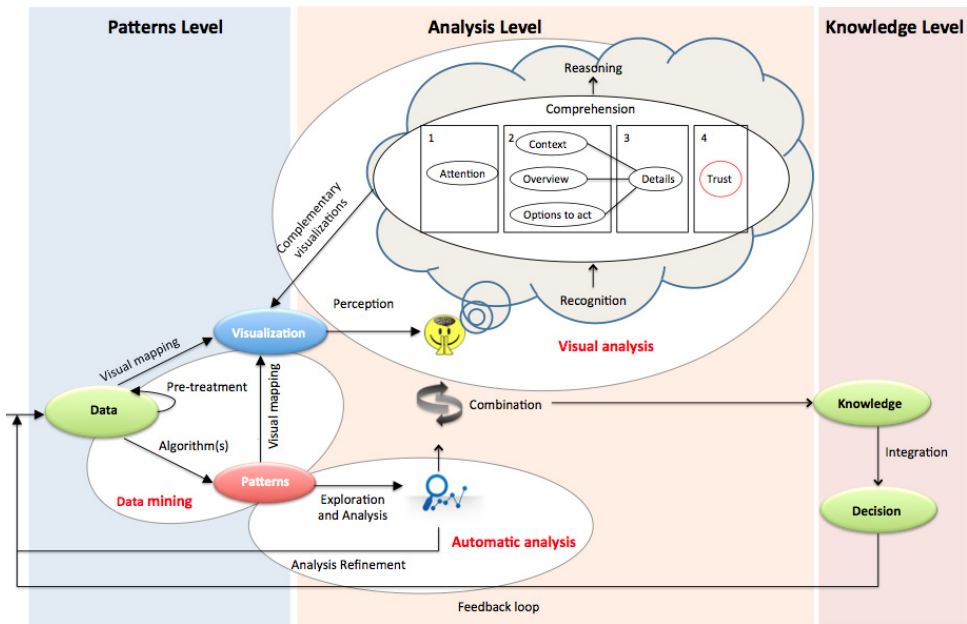 Patterns Level
Analysis Level
Knowledge Level
Reasoning
Comprehension
1
2
3
4
Context
Attention
Overview
Details
Trust
Options to act
Complementary
visualizations
Recognition
Perception
Visualization
Visual analysis
Visual mapping
Pre-treatment
Visual mapping
Data
Combination
Knowledge
Algorithm(s)
Integration
Patterns
Data mining
Exploration
and Analysis
Decision
Automatic analysis
Analysis Refinement
Feedback loop